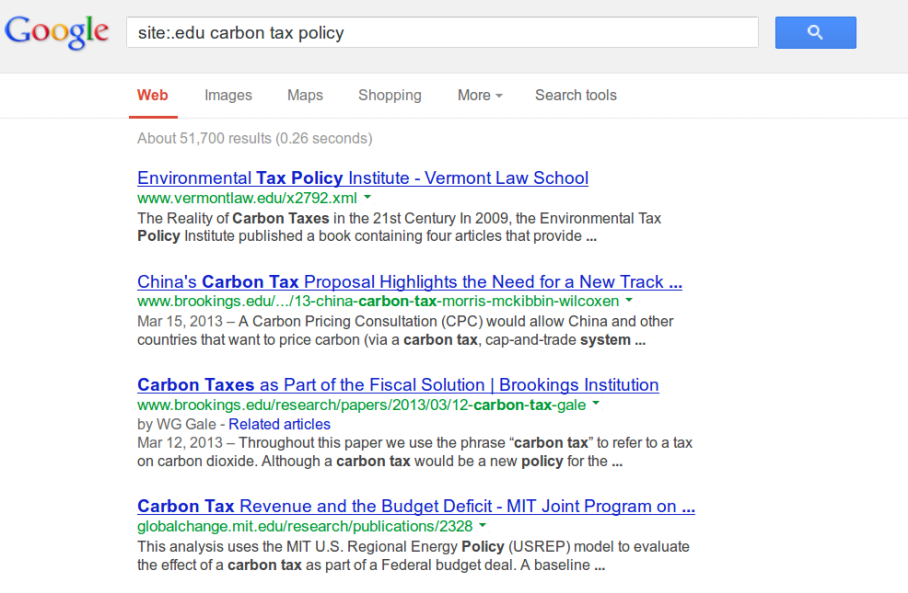 Google site:.edu carbon tax policy
Web Images Maps Shopping More Search tools
About 51,700 results (0.26 seconds)
Environmental Tax Policy Institute - Vermont Law School
www.vermontlaw.edu/x2792.xml
The Reality of Carbon Taxes in the 21st Century In 2009, the Environmental Tax
Policy Institute published a book containing four articles that provide ...
China's Carbon Tax Proposal Highlights the Need for a New Track ...
www.brookings.edu/.../13-china-carbon-tax-morris-mckibbin-wilcoxen
Mar 15, 2013 – A Carbon Pricing Consultation (CPC) would allow China and other
countries that want to price carbon (via a carbon tax, cap-and-trade system ...
Carbon Taxes as Part of the Fiscal Solution | Brookings Institution
www.brookings.edu/research/papers/2013/03/12-carbon-tax-gale
by WG Gale - Related articles
Mar 12, 2013 – Throughout this paper we use the phrase “carbon tax” to refer to a tax
on carbon dioxide. Although a carbon tax would be a new policy for the ...
Carbon Tax Revenue and the Budget Deficit - MIT Joint Program on ...
globalchange.mit.edu/research/publications/2328
This analysis uses the MIT U.S. Regional Energy Policy (USREP) model to evaluate
the effect of a carbon tax as part of a Federal budget deal. A baseline ...